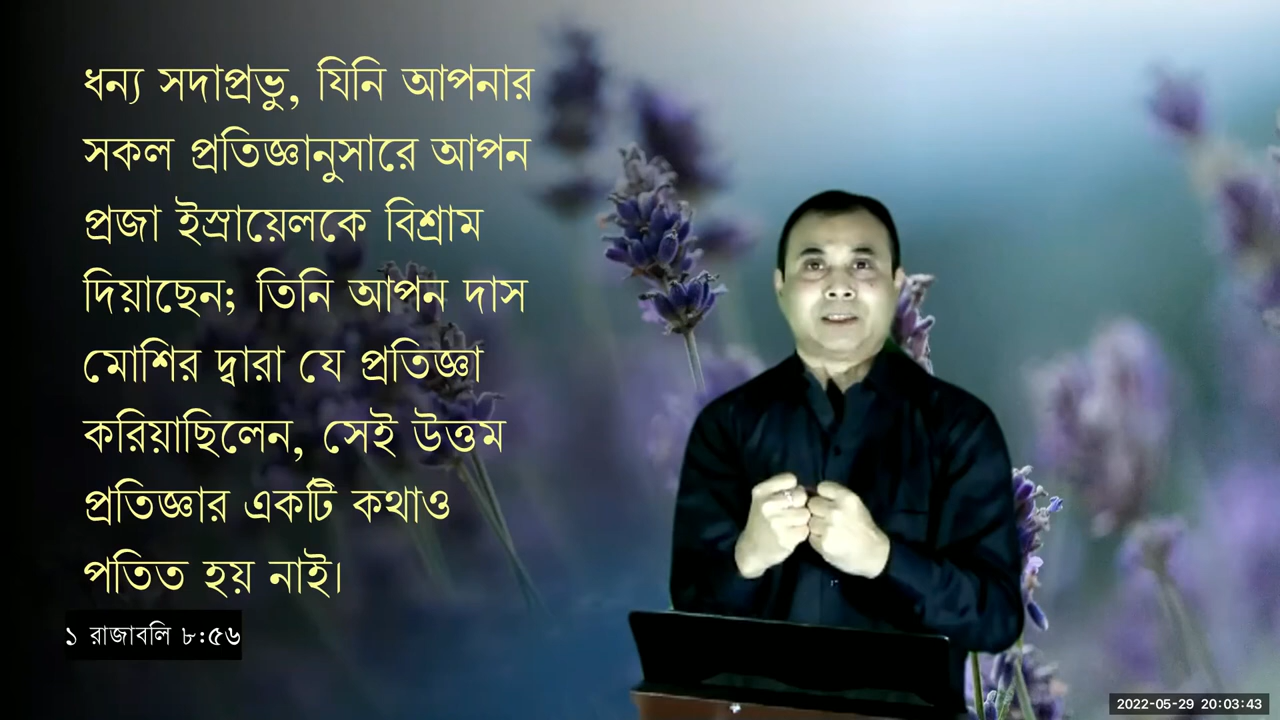 ধন্য সদাপ্রভু, যিনি আপনার
সকল প্রতিজ্ঞানুসারে আপন
প্রজা ইস্রায়েলকে বিশ্রাম
দিয়াছেন; তিনি আপন দাস
মোশির দ্বারা যে প্রতিজ্ঞা
করিয়াছিলেন, সেই উত্তম
প্রতিজ্ঞার একটি কথাও
পতিত হয় নাই।
১ রাজাবলি ৮:৫৬
2022-05-29 20:03:43